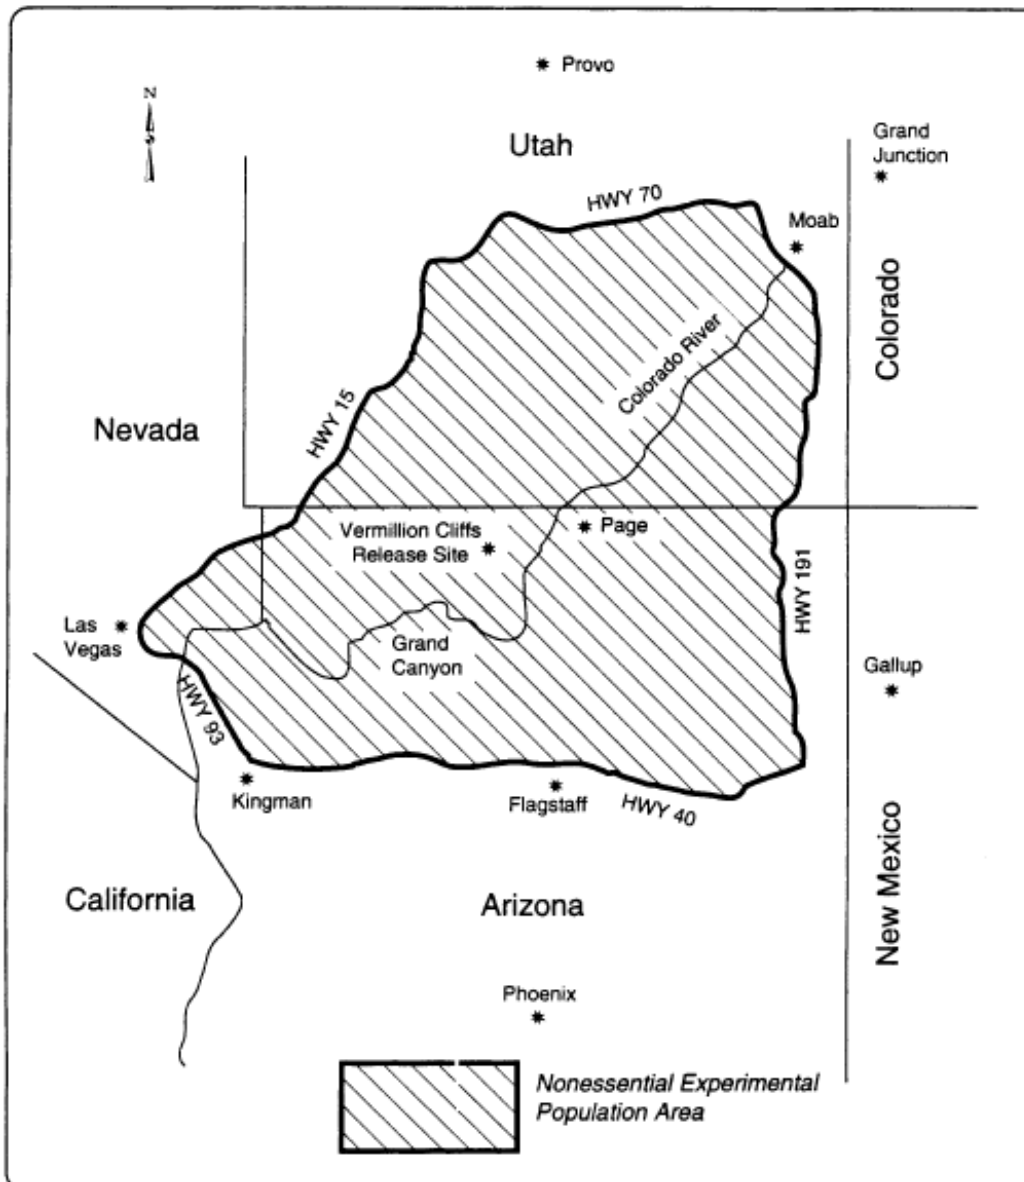 N
Provo
Utah
Grand
Junction
HWY 70
Moab
Colorado
Colorado River
HWY 15
Nevada
Vermillion Cliffs
Release Site
Page
HWY 191
Las
Vegas
Grand
Canyon
Gallup
HWY 93
Kingman
Flagstaff
HWY 40
New Mexico
California
Arizona
Phoenix
Nonessential Experimental
Population Area